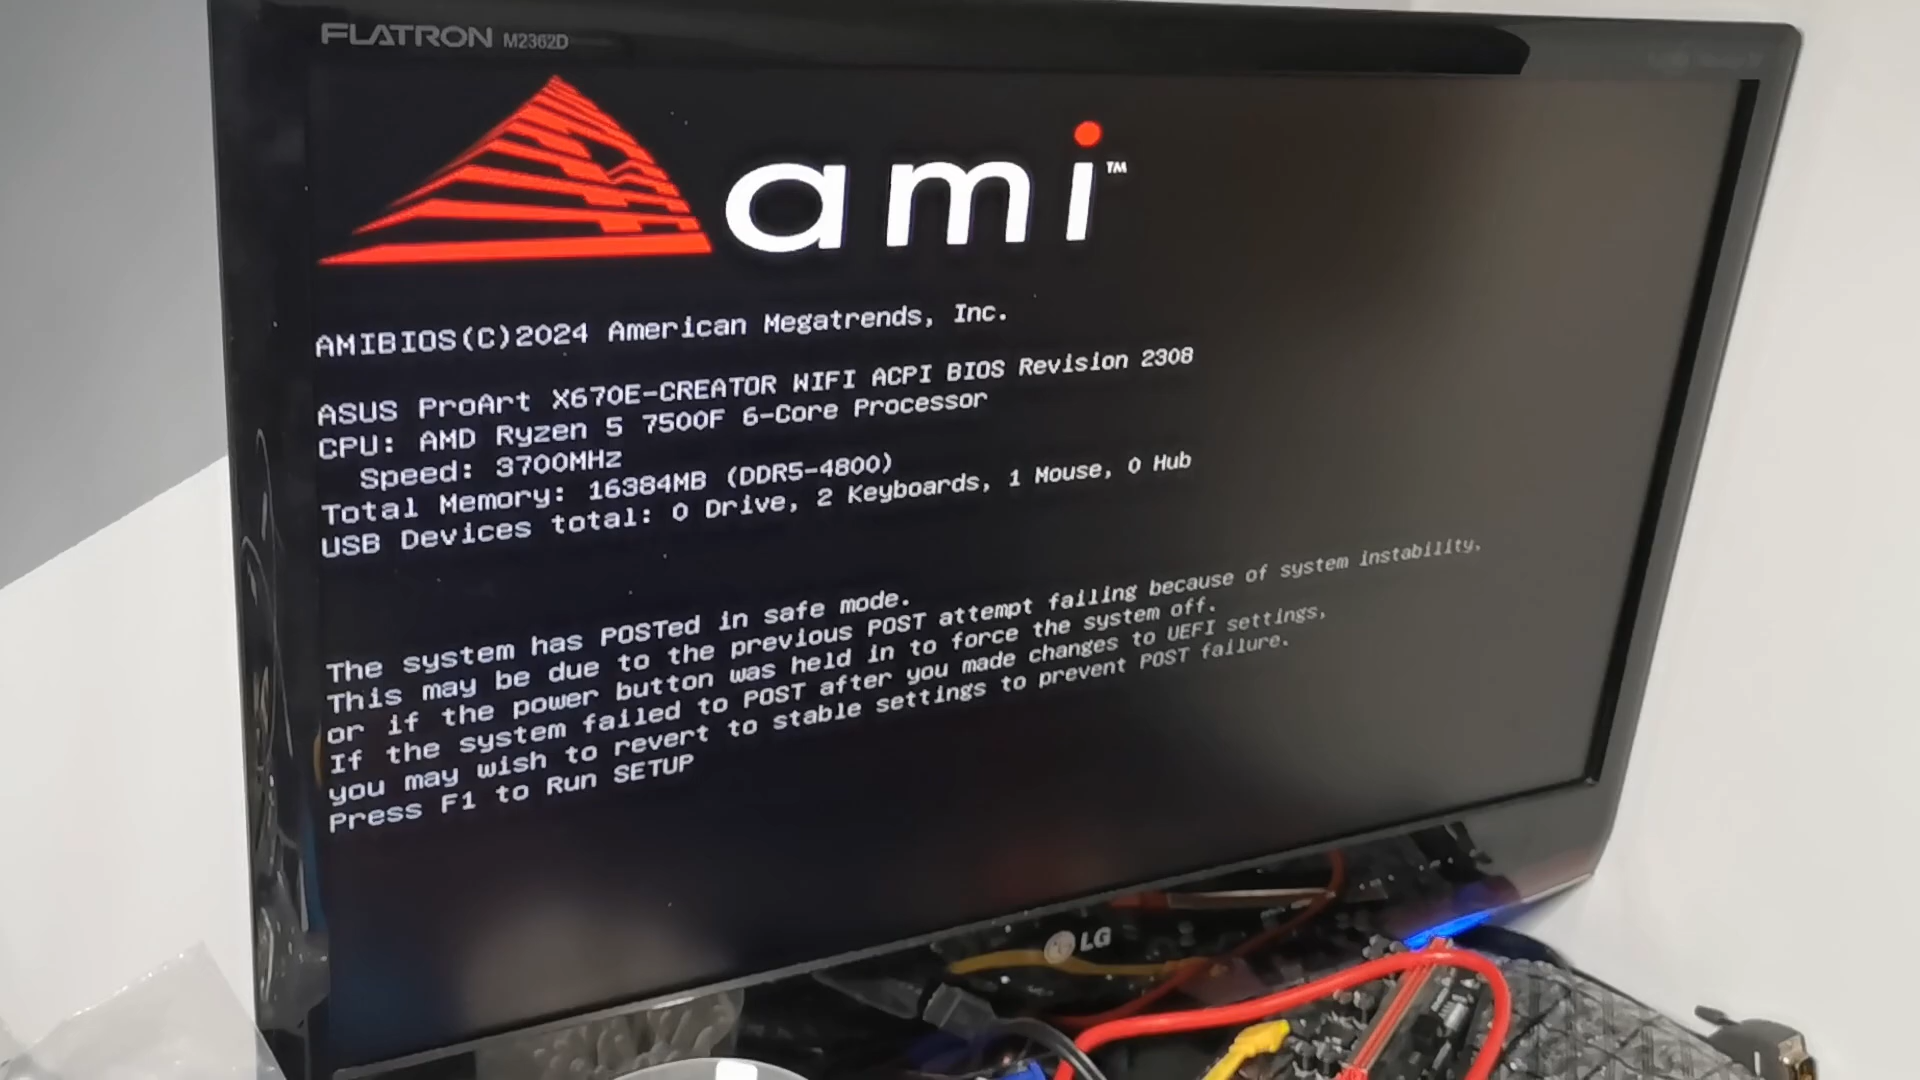 FLATRON M2362D
ami™
AMIBIOS(C)2024 American Megatrends, Inc.
ASUS ProArt X670E-CREATOR WIFI ACPI BIOS Revision 2308
CPU: AMD Ryzen 5 7500F 6-Core Processor
Speed: 3700MHz
Total Memory: 16384MB (DDR5-4800)
USB Devices total: 0 Drive, 2 Keyboards, 1 Mouse, 0 Hub
The system has POSTed in safe mode.
This may be due to the previous POST attempt failing because of system instability,
or if the power button was held in to force the system off.
If the system failed to POST after you made changes to UEFI settings,
you may wish to revert to stable settings to prevent POST failure.
Press F1 to Run SETUP
LG